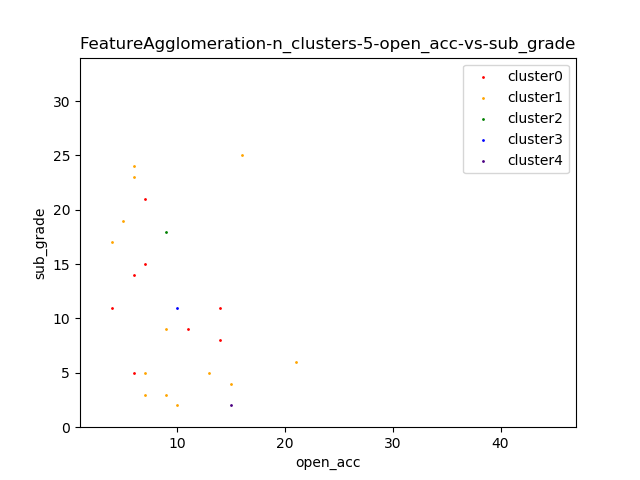 FeatureAgglomeration-n_clusters-5-open_acc-vs-sub_grade
cluster0
cluster1
cluster2
cluster3
cluster4
sub_grade
30
25
20
15
10
5
0
10 20 30 40
open_acc